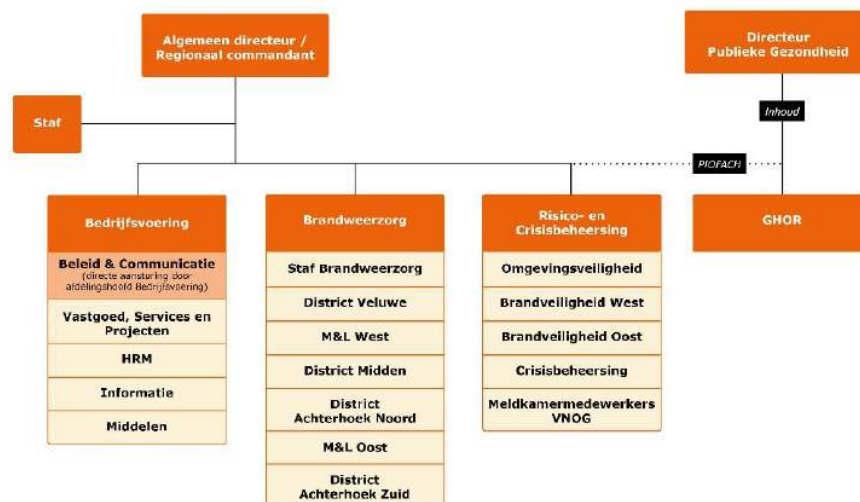 Algemeen directeur /
Regionaal commandant
Directeur
Publieke Gezondheid
Staf
Inhoud
PIOFACH
Bedrijfsvoering
Beleid & Communicatie
(directe aansturing door
afdelingshoofd Bedrijfsvoering)
Vastgoed, Services en
Projecten
HRM
Informatie
Middelen
Brandweerzorg
Staf Brandweerzorg
District Veluwe
M&L West
District Midden
District
Achterhoek Noord
M&L Oost
District
Achterhoek Zuid
Risico- en
Crisisbeheersing
Omgevingsveiligheid
Brandveiligheid West
Brandveiligheid Oost
Crisisbeheersing
Meldkamermedewerkers
VNOG
GHOR